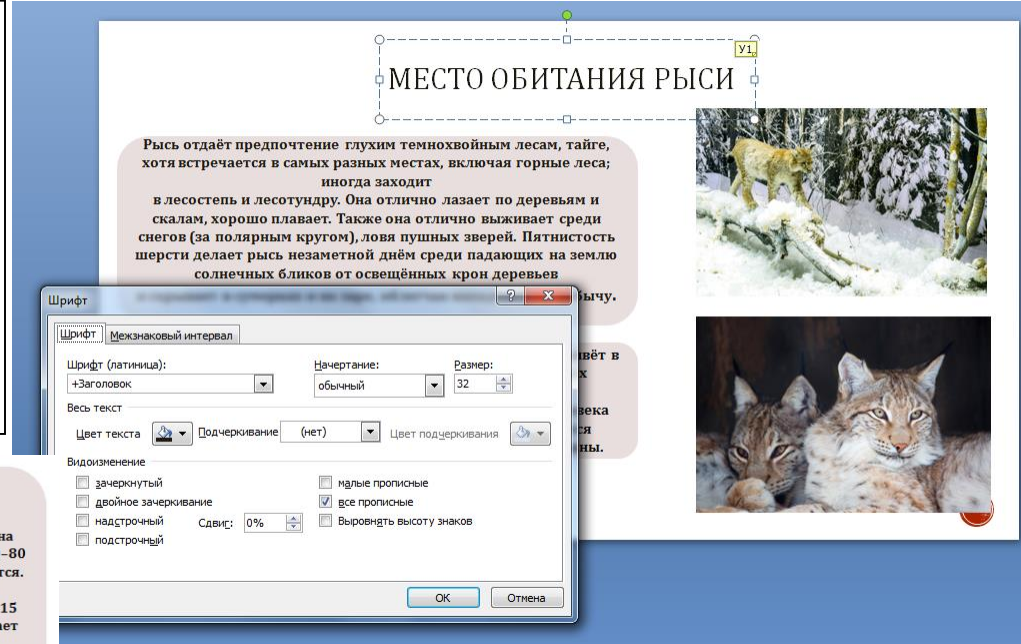 У1
МЕСТО ОБИТАНИЯ РЫСИ
Рысь отдаёт предпочтение глухим темнохвойным лесам, тайге,
хотя встречается в самых разных местах, включая горные леса;
иногда заходит
в лесостепь и лесотундру. Она отлично лазает по деревьям и
скалам, хорошо плавает. Также она отлично выживает среди
снегов (за полярным кругом), ловя пушных зверей. Пятнистость
шерсти делает рысь незаметной днём среди падающих на землю
солнечных бликов от освещённых крон деревьев
бычу.
вёт в
х
века
ся
ны.
Шрифт
?
Шрифт
Межзнаковый интервал
Шрифт (латиница):
Начертание:
Размер:
+Заголовок
обычный
32
Весь текст
Цвет текста
Подчеркивание
(нет)
Цвет подчеркивания
Видоизменение
зачеркнутый
малые прописные
двойное зачеркивание
все прописные
надстрочный
Сдвиг: 0%
Выровнять высоту знаков
подстрочный
ОК
Отмена
на
–80
тся.
15
ает